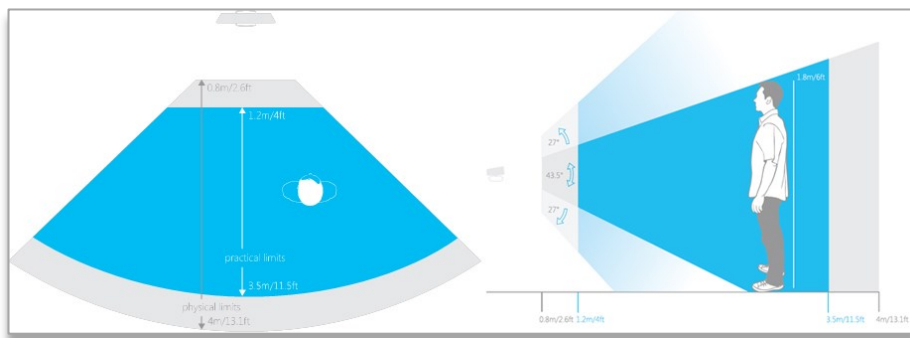 0.8m/2.6ft
1.2m/4ft
practical limits
3.5m/11.5ft
physical limits
4m/13.1ft
1.8m/6ft
27°
43.5°
27°
0.8m/2.6ft 1.2m/4ft 3.5m/11.5ft 4m/13.1ft